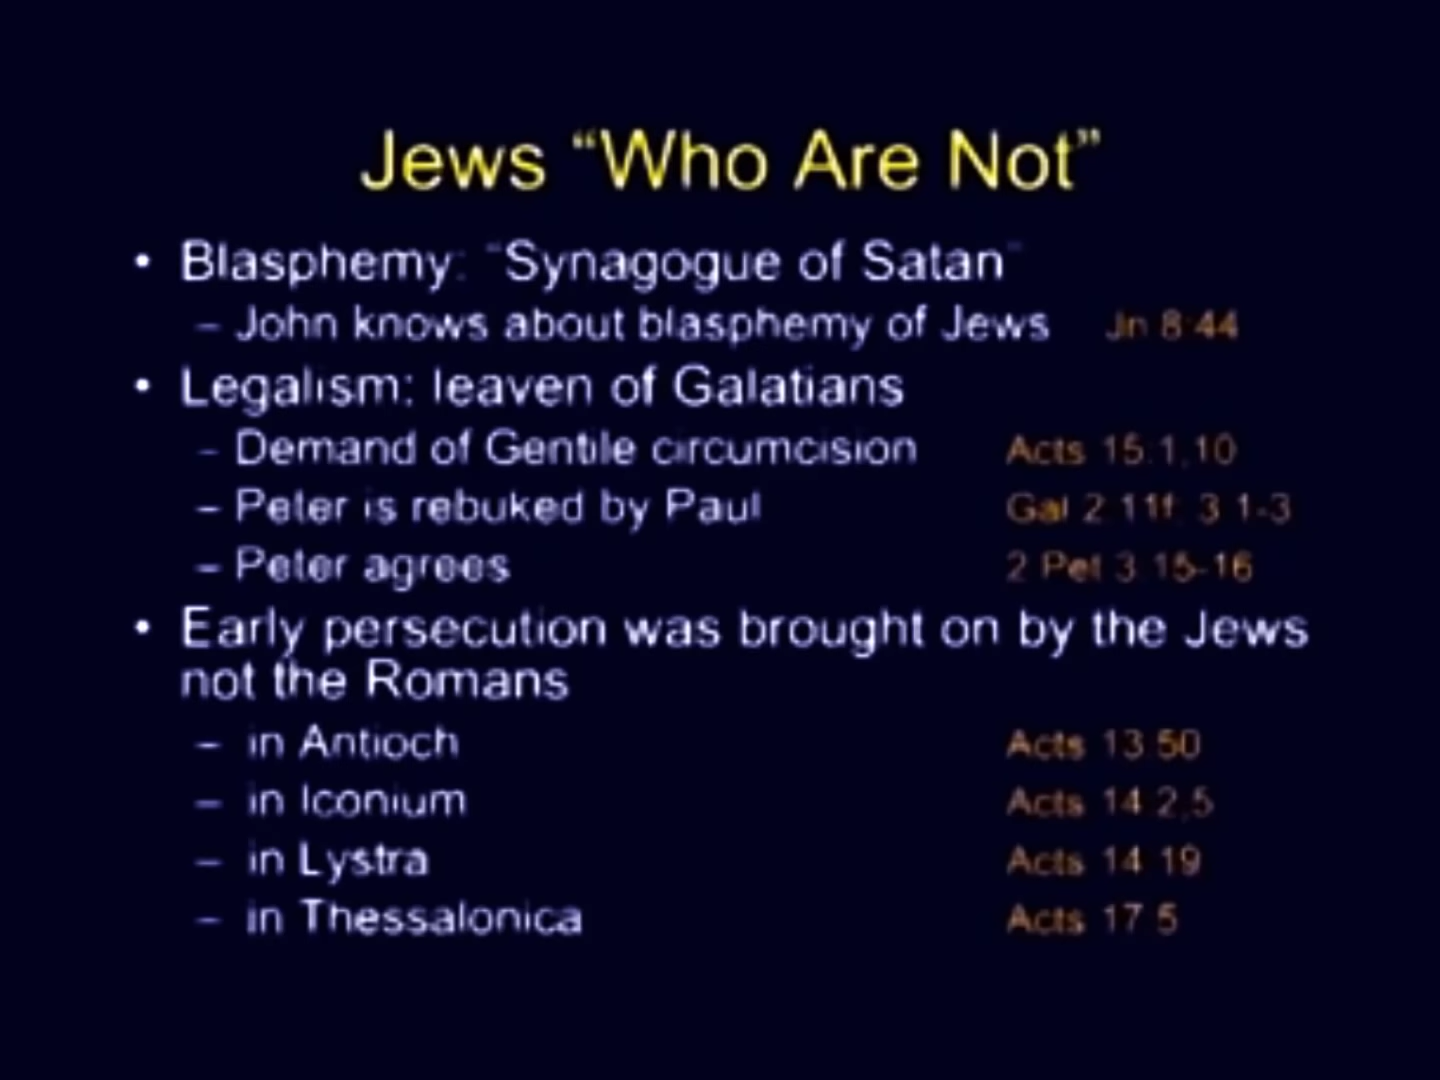 Jews “Who Are Not”
• Blasphemy: “Synagogue of Satan”
– John knows about blasphemy of Jews Jn 8:44
• Legalism: leaven of Galatians
– Demand of Gentile circumcision Acts 15:1,10
– Peter is rebuked by Paul Gal 2:11f; 3:1-3
– Peter agrees 2 Pet 3:15-16
• Early persecution was brought on by the Jews
not the Romans
– in Antioch Acts 13:50
– in Iconium Acts 14:2,5
– in Lystra Acts 14:19
– in Thessalonica Acts 17:5